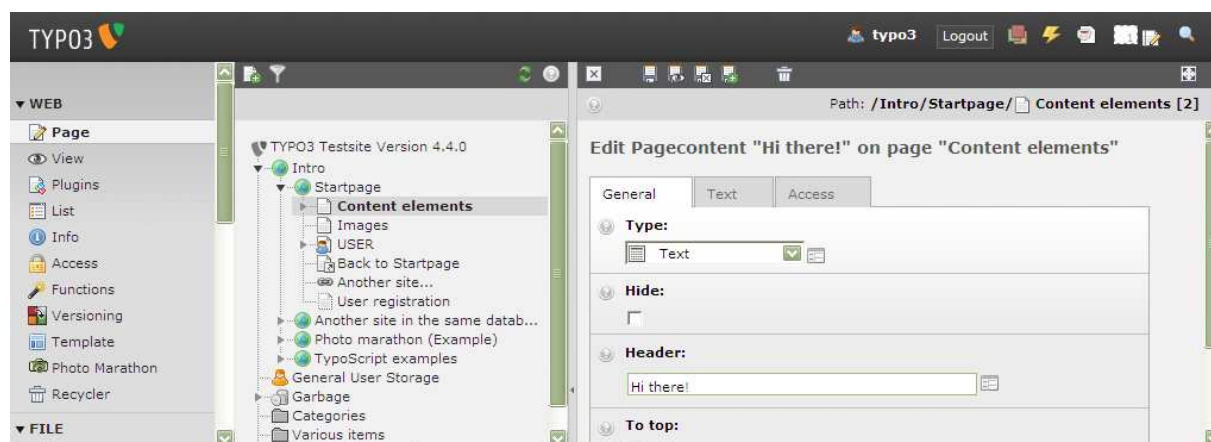 TYPO3
typo3 Logout
Path: /Intro/Startpage/ Content elements [2]
▼ WEB
Page
View
Plugins
List
Info
Access
Functions
Versioning
Template
Photo Marathon
Recycler
▼ FILE
TYPO3 Testsite Version 4.4.0
Intro
Startpage
Content elements
Images
USER
Back to Startpage
Another site...
User registration
Another site in the same datab...
Photo marathon (Example)
TypoScript examples
General User Storage
Garbage
Categories
Various items
Edit Pagecontent "Hi there!" on page "Content elements"
General Text Access
Type:
Text
Hide:
Header:
Hi there!
To top: